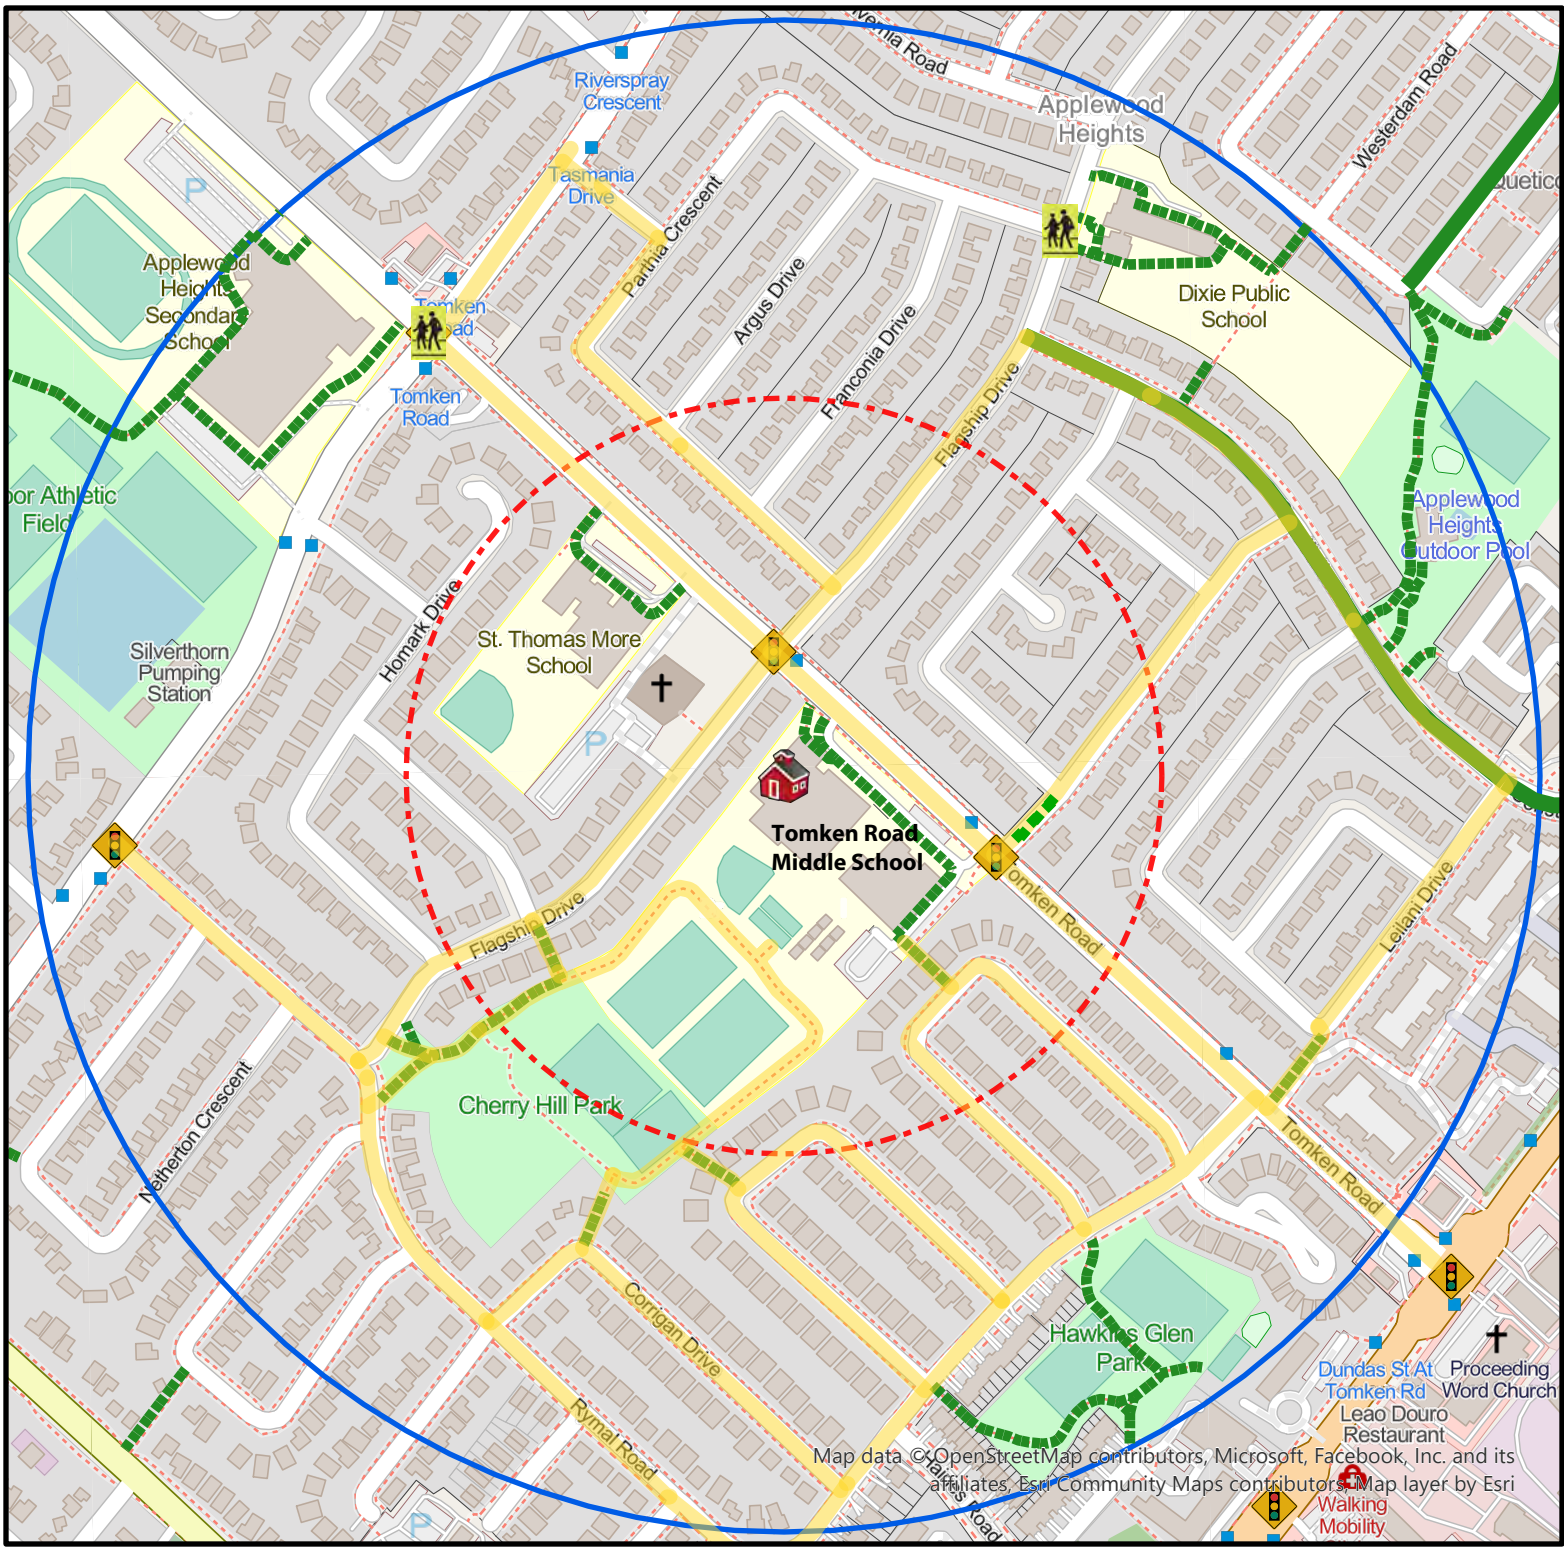 Riverspray
Crescent
Applewood
Heights
Westerdam Road
Tasmania
Drive
Parthia Crescent
P
Applewood
Heights
Secondary
School
Tomken
Road
Argus Drive
Franconia Drive
Dixie Public
School
Tomken
Road
Flagship Drive
Applewood
Heights
Outdoor Pool
Homark Drive
St. Thomas More
School
Silverthorn
Pumping
Station
P
Tomken Road
Middle School
Tomken Road
Leilani Drive
Flagship Drive
Cherry Hill Park
Netherton Crescent
Tomken Road
Corrigan Drive
Hawkins Glen
Park
Dundas St At
Tomken Rd
Proceeding
Word Church
Leao Douro
Restaurant
Rymal Road
Haines Road
Map data © OpenStreetMap contributors, Microsoft, Facebook, Inc. and its
affiliates, Esri Community Maps contributors, Map layer by Esri
Walking
Mobility
P